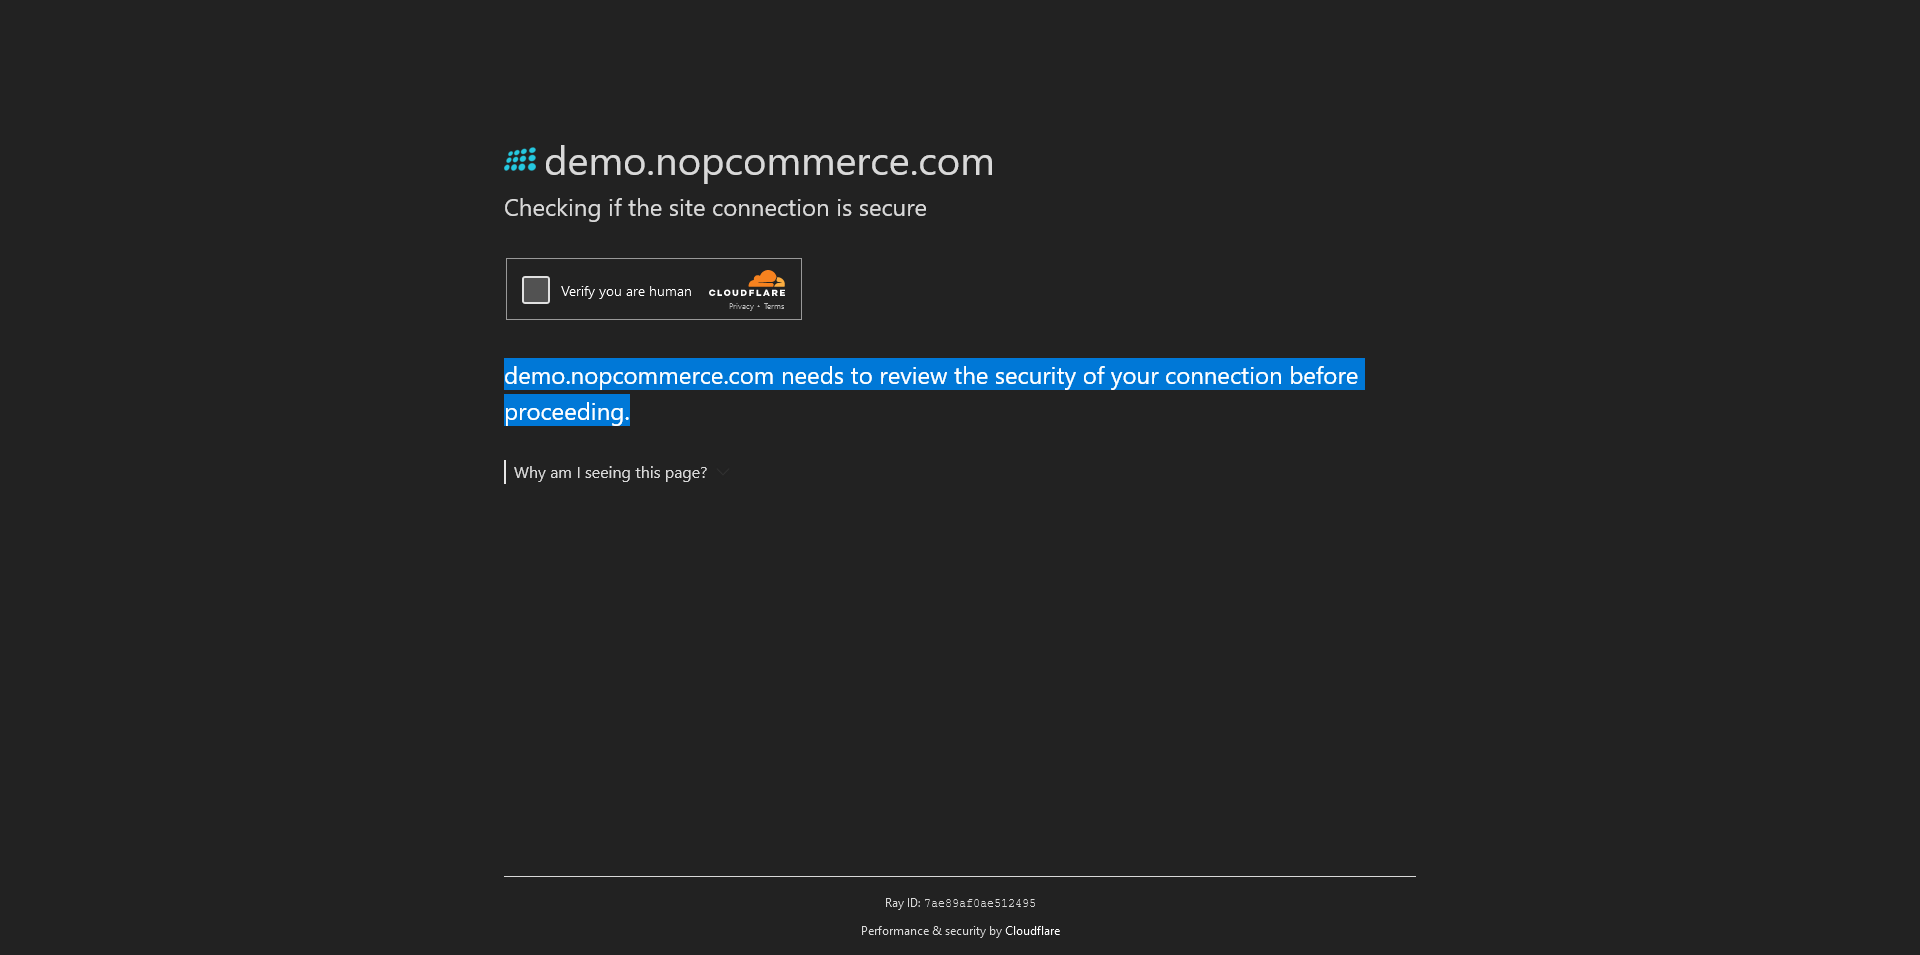 demo.nopcommerce.com
Checking if the site connection is secure
Verify you are human
CLOUDFLARE
Privacy • Terms
demo.nopcommerce.com needs to review the security of your connection before
proceeding.
Why am I seeing this page?
Ray ID: 7ae89af0ae512495
Performance & security by Cloudflare